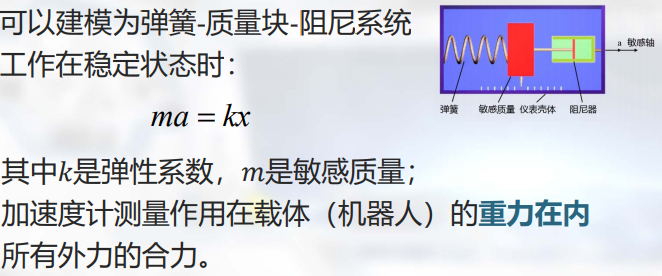 可以建模为弹簧-质量块-阻尼系统
工作在稳定状态时：
ma = kx
其中k是弹性系数，m是敏感质量；
加速度计测量作用在载体（机器人）的重力在内
所有外力的合力。
a 敏感轴
弹簧 敏感质量 仪表壳体 阻尼器